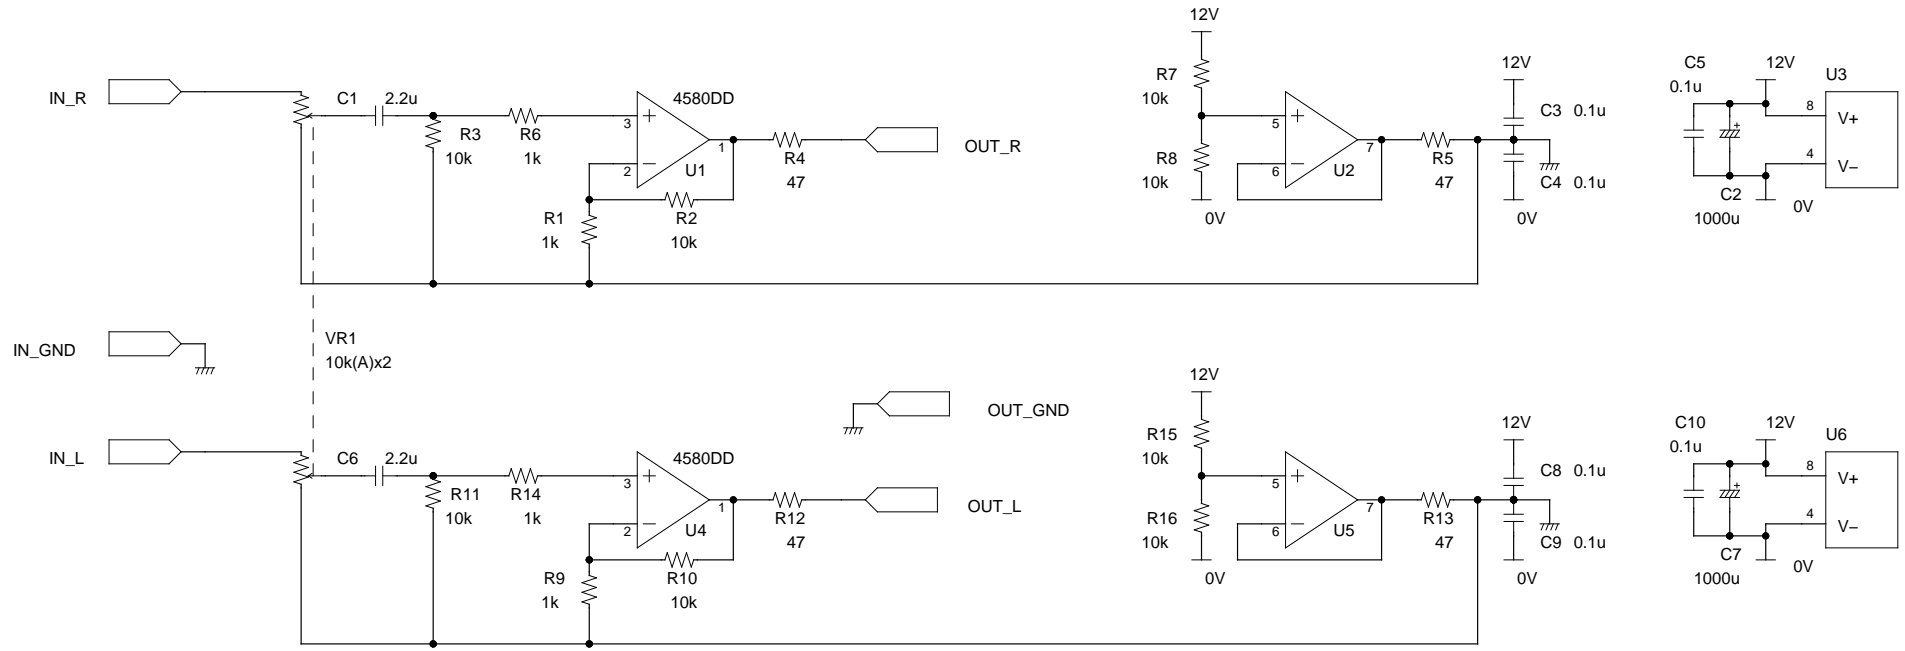 IN_R
C1 2.2u
R3
10k
R6
1k
4580DD
3
2
1
U1
R1
1k
R2
10k
R4
47
OUT_R
12V
R7
10k
R8
10k
0V
5
6
7
U2
R5
47
12V
C3 0.1u
C4 0.1u
0V
C5
0.1u
12V
U3
8
V+
4
V−
C2
1000u
0V
IN_GND
VR1
10k(A)x2
OUT_GND
IN_L
C6 2.2u
R11
10k
R14
1k
4580DD
3
2
1
U4
R9
1k
R10
10k
R12
47
OUT_L
12V
R15
10k
R16
10k
0V
5
6
7
U5
R13
47
12V
C8 0.1u
C9 0.1u
0V
C10
0.1u
12V
U6
8
V+
4
V−
C7
1000u
0V